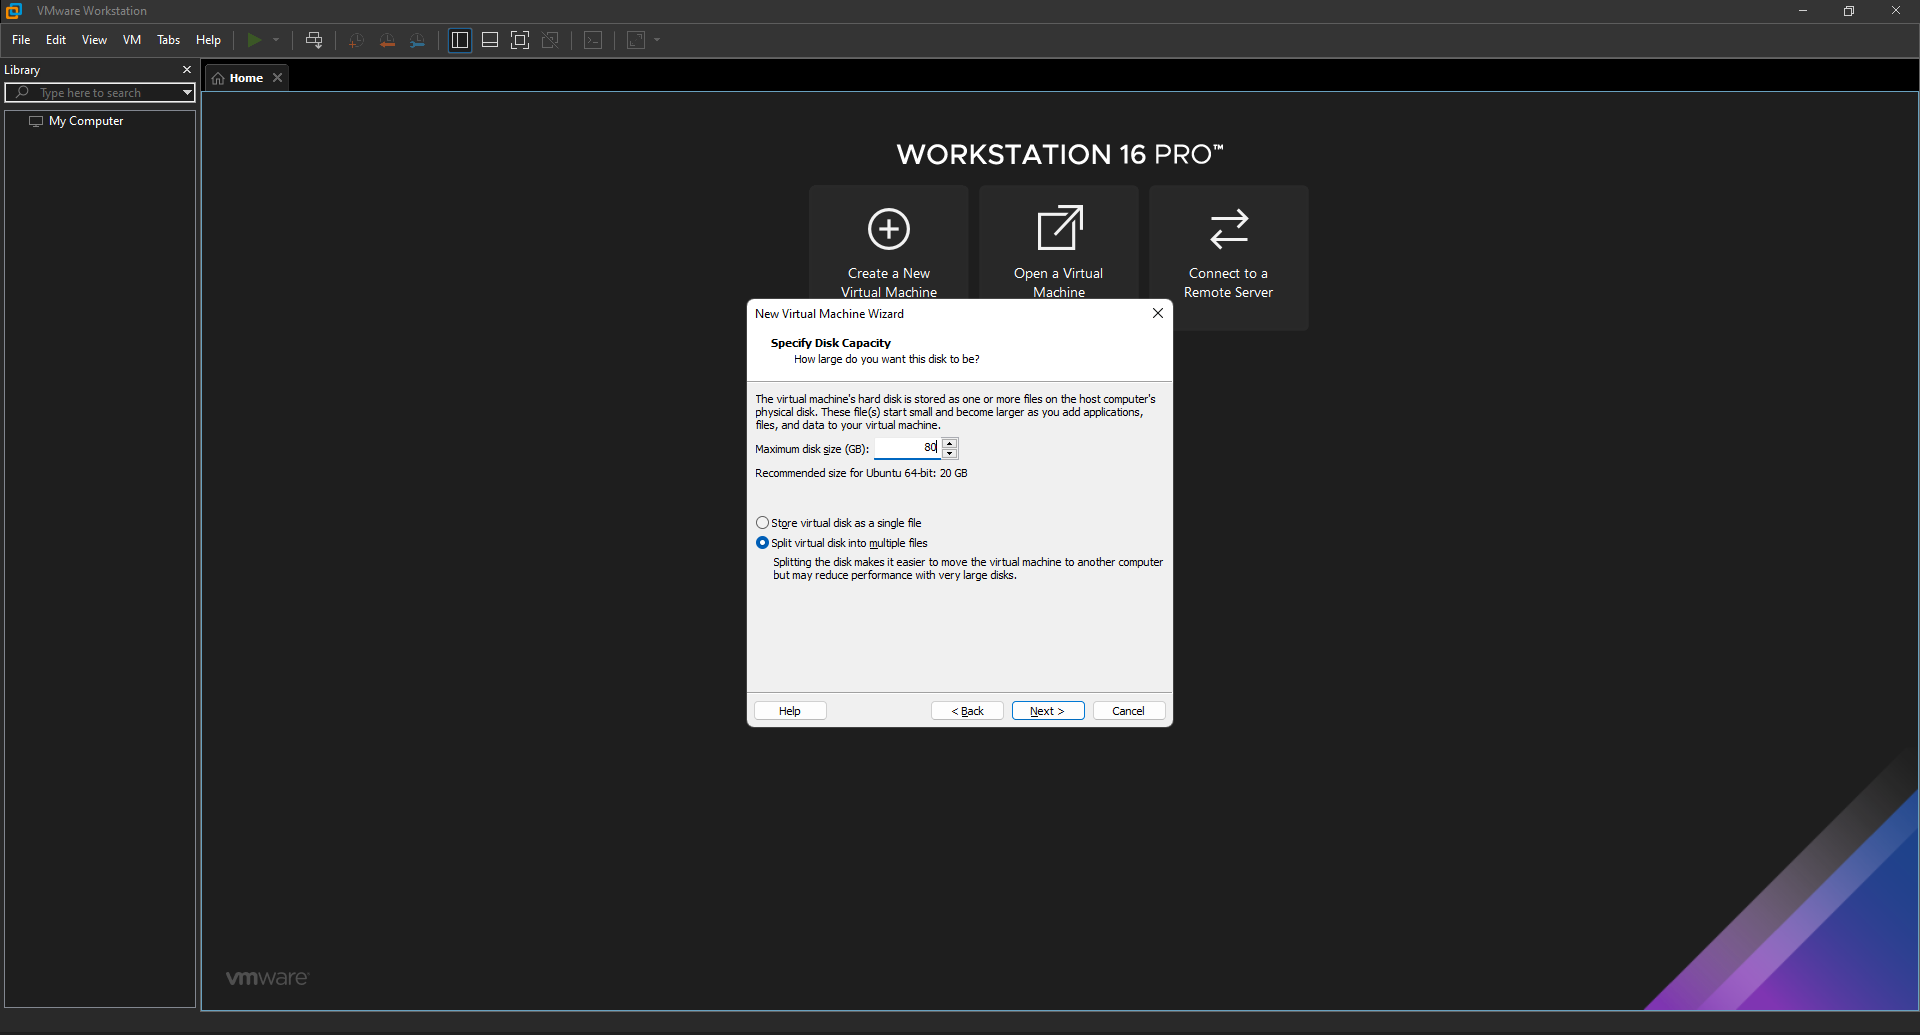 VMware Workstation
File Edit View VM Tabs Help
Library
Home
Type here to search
My Computer
WORKSTATION 16 PRO™
Create a New
Virtual Machine
Open a Virtual
Machine
Connect to a
Remote Server
New Virtual Machine Wizard
Specify Disk Capacity
How large do you want this disk to be?
The virtual machine's hard disk is stored as one or more files on the host computer's
physical disk. These file(s) start small and become larger as you add applications,
files, and data to your virtual machine.
Maximum disk size (GB): 80
Recommended size for Ubuntu 64-bit: 20 GB
Store virtual disk as a single file
Split virtual disk into multiple files
Splitting the disk makes it easier to move the virtual machine to another computer
but may reduce performance with very large disks.
Help < Back Next > Cancel
vmware